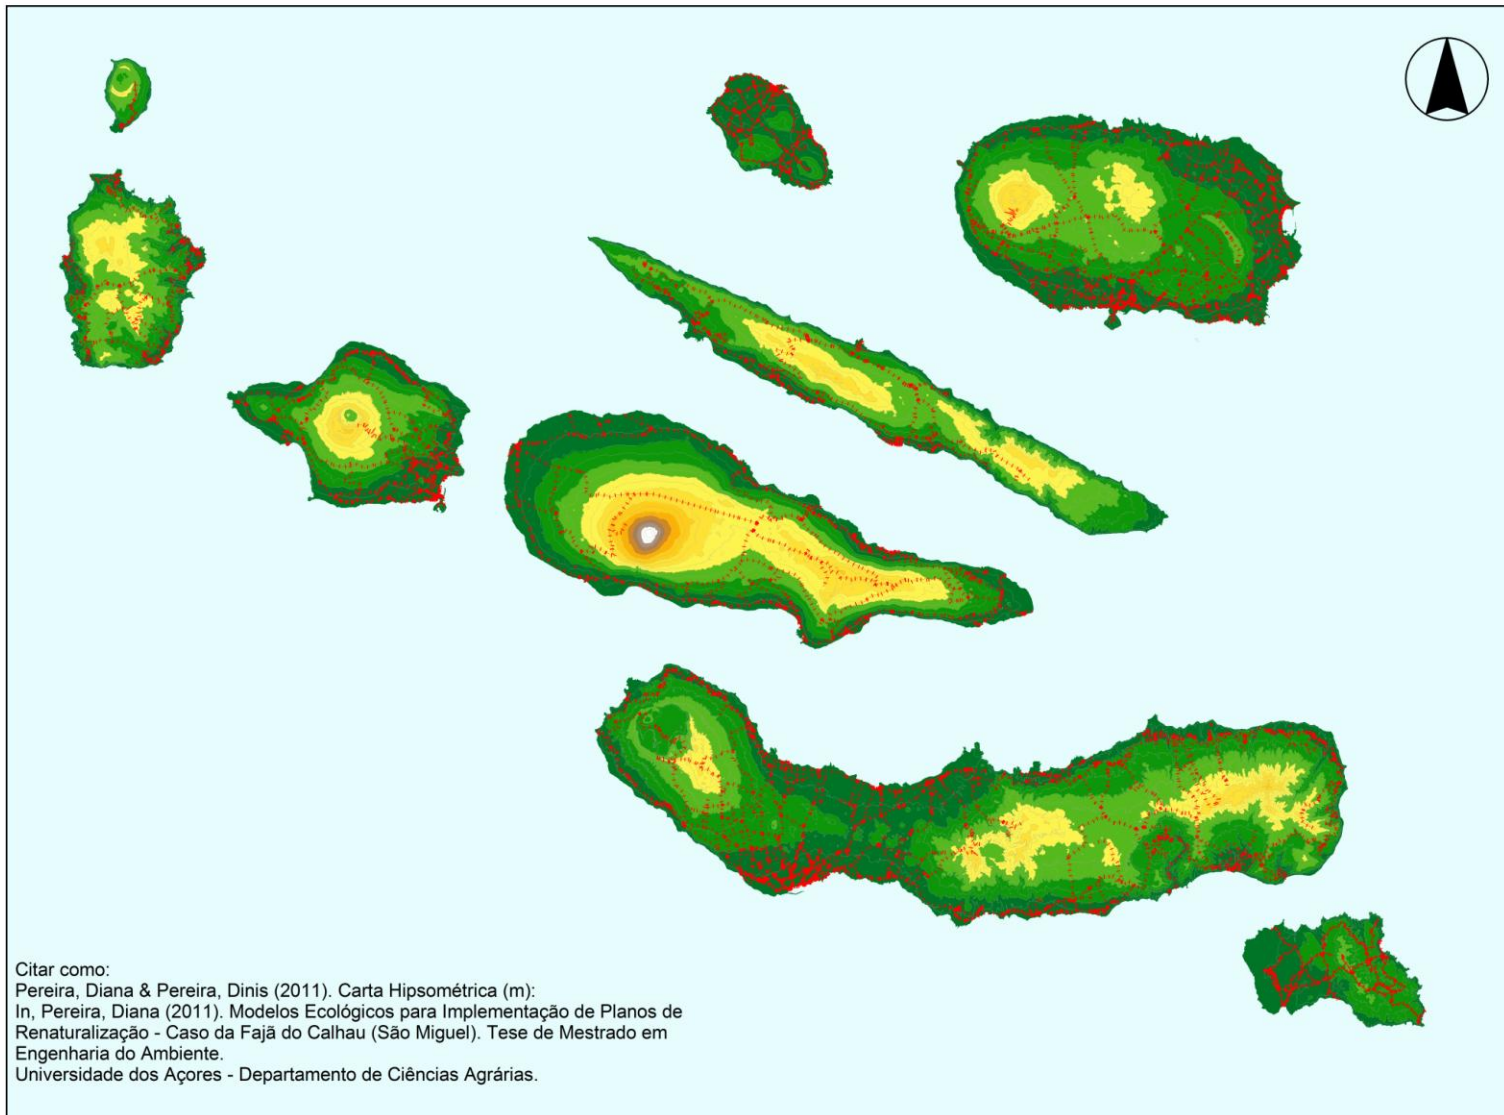 Citar como:
Pereira, Diana & Pereira, Dinis (2011). Carta Hipsométrica (m):
In, Pereira, Diana (2011). Modelos Ecológicos para Implementação de Planos de
Renaturalização - Caso da Fajã do Calhau (São Miguel). Tese de Mestrado em
Engenharia do Ambiente.
Universidade dos Açores - Departamento de Ciências Agrárias.